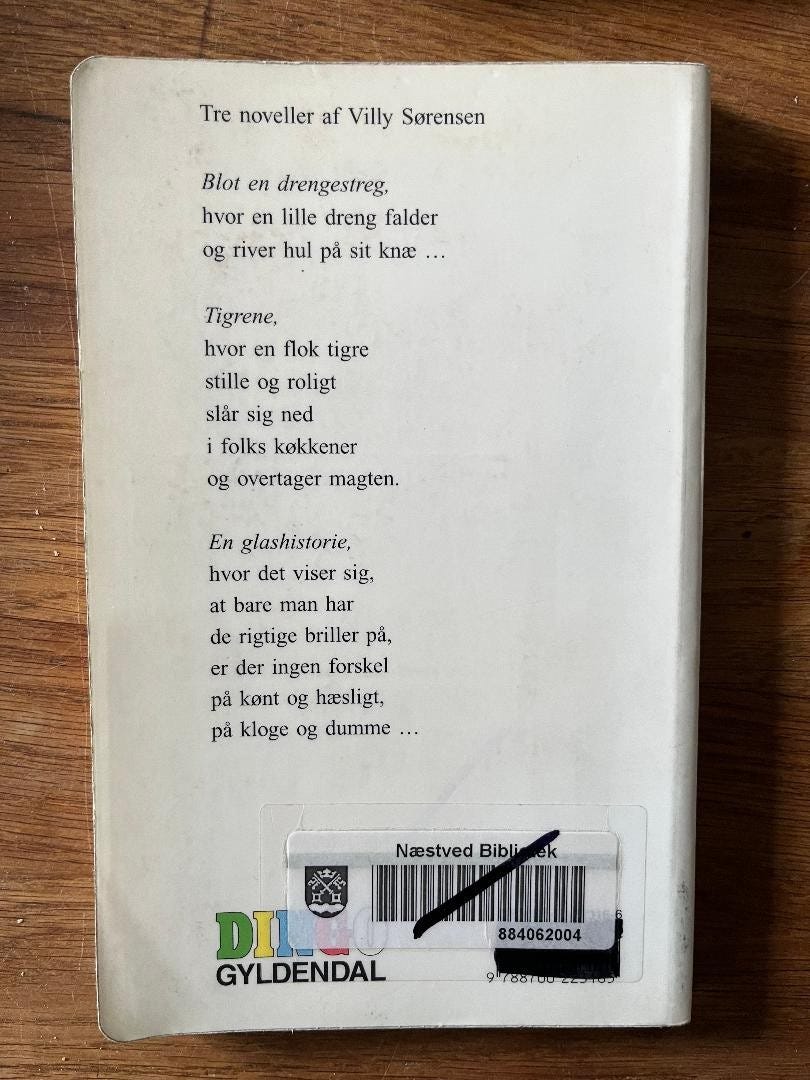 Tre noveller af Villy Sørensen
Blot en drengestreg,
hvor en lille dreng falder
og river hul på sit knæ ...
Tigrene,
hvor en flok tigre
stille og roligt
slår sig ned
i folks køkkener
og overtager magten.
En glashistorie,
hvor det viser sig,
at bare man har
de rigtige briller på,
er der ingen forskel
på kønt og hæsligt,
på kloge og dumme ...
Næstved Bibliotek
884062004
DINGO
GYLDENDAL